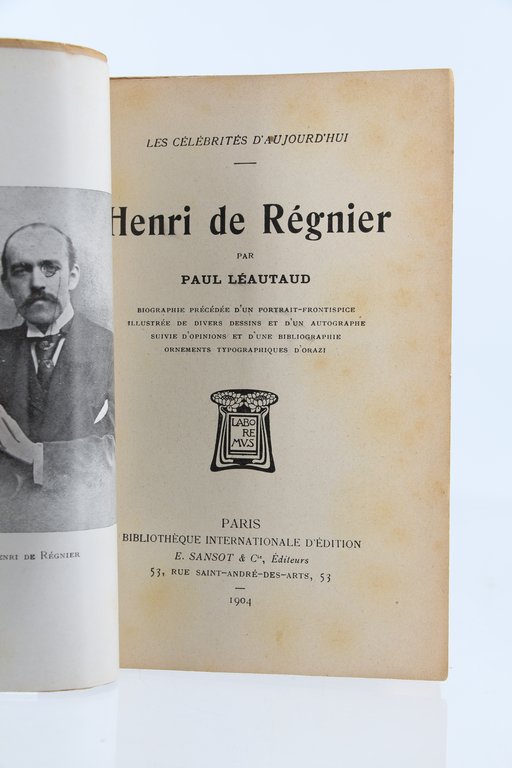 LES CÉLÉBRITÉS D'AUJOURD'HUI
Henri de Régnier
PAR
PAUL LÉAUTAUD
BIOGRAPHIE PRÉCÉDÉE D'UN PORTRAIT-FRONTISPICE
ILLUSTRÉE DE DIVERS DESSINS ET D'UN AUTOGRAPHE
SUIVIE D'OPINIONS ET D'UNE BIBLIOGRAPHIE
ORNEMENTS TYPOGRAPHIQUES D'ORAZI
LABO
RE
MVS
PARIS
BIBLIOTHÈQUE INTERNATIONALE D'ÉDITION
E. SANSOT & Cie, Éditeurs
53, RUE SAINT-ANDRÉ-DES-ARTS, 53
1904
ENRI DE RÉGNIER